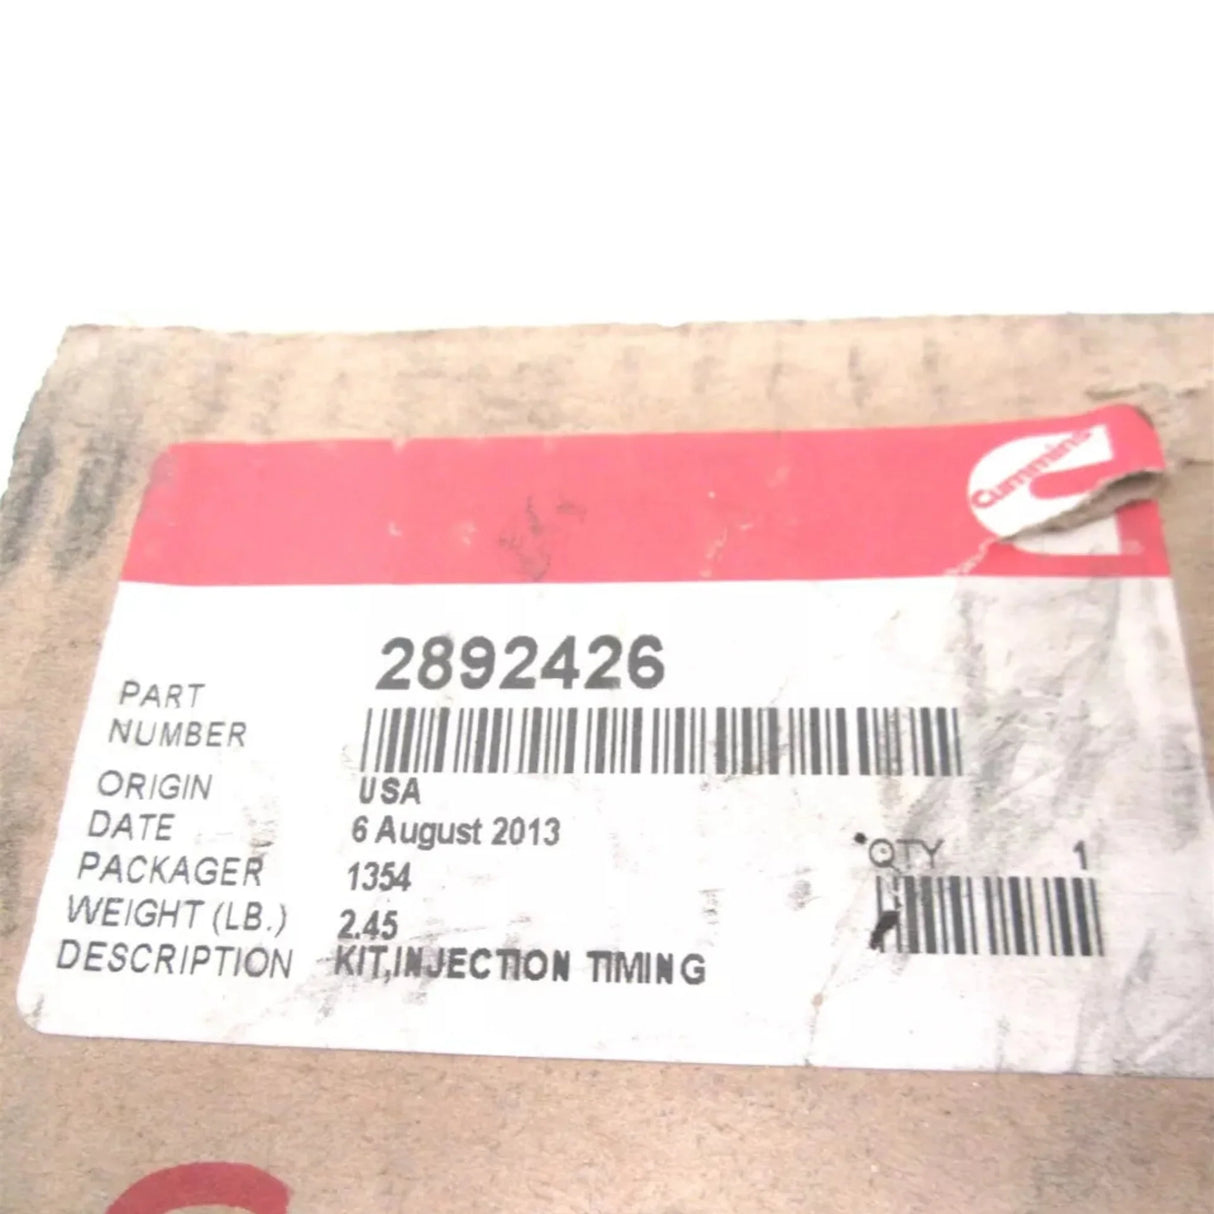 Cummins
2892426
PART
NUMBER
ORIGIN USA
DATE 6 August 2013
PACKAGER 1354
WEIGHT (LB.) 2.45
DESCRIPTION KIT,INJECTION TIMING
*QTY 1